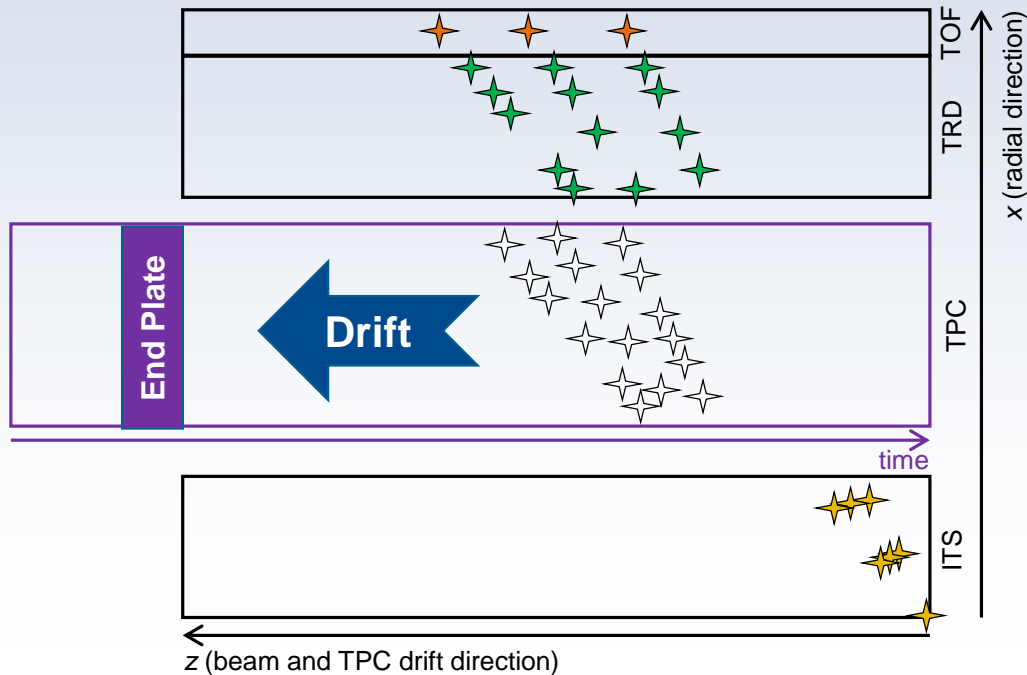 TOF
TRD
x (radial direction)
End Plate
Drift
TPC
time
ITS
z (beam and TPC drift direction)